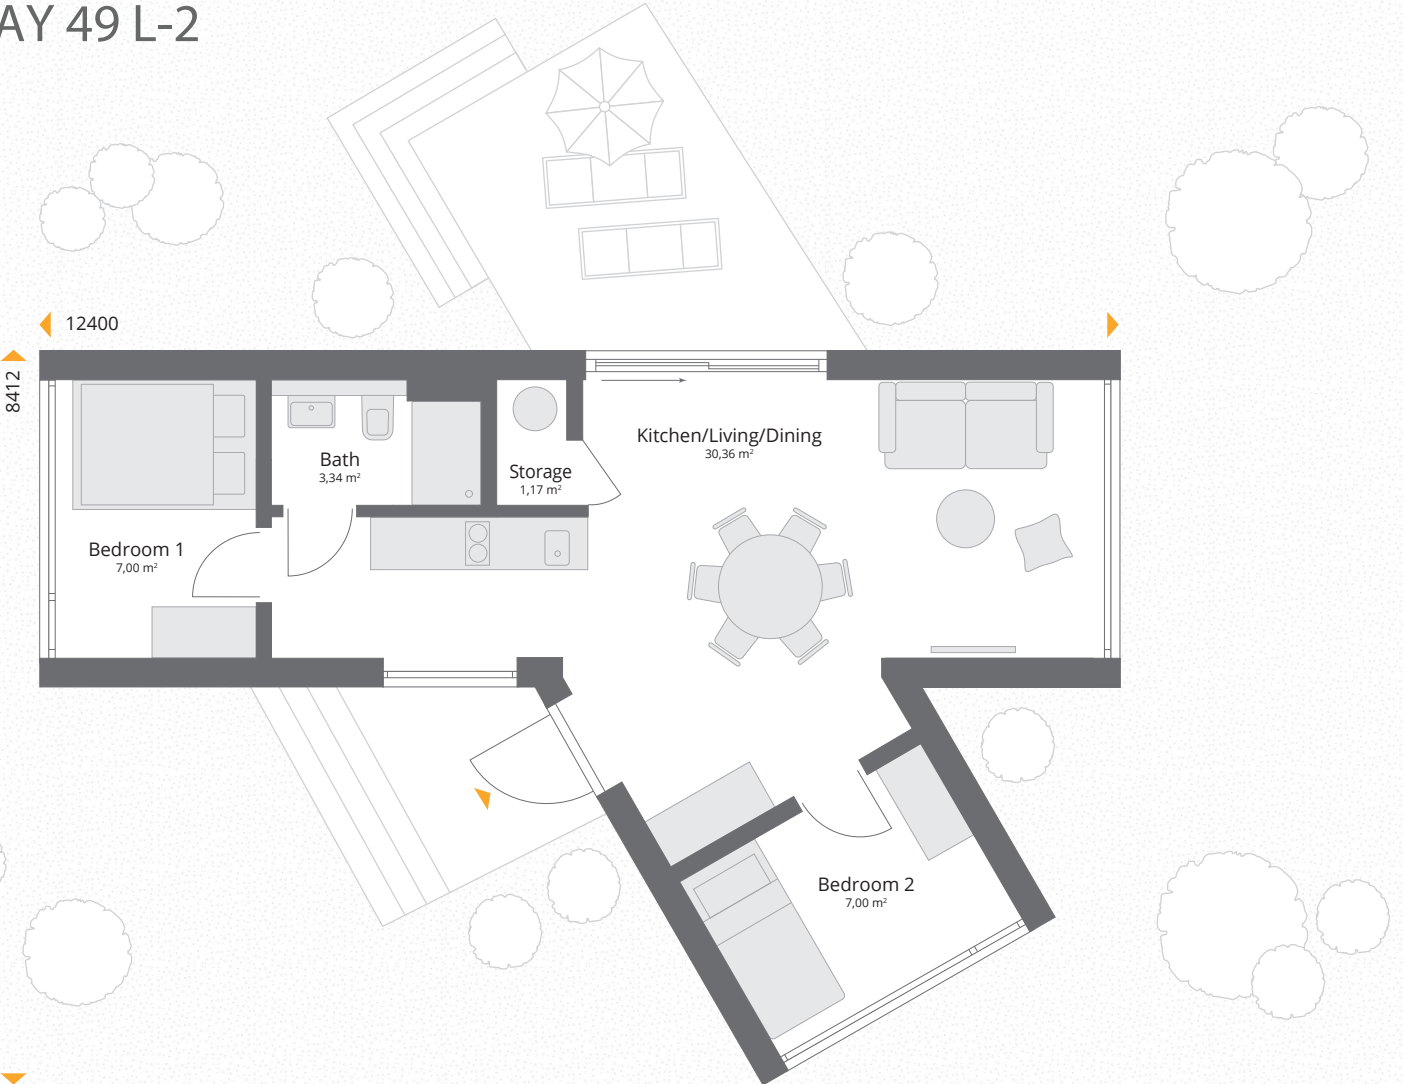 AY 49 L-2
12400
8412
Kitchen/Living/Dining
30,36 m²
Bath
3,34 m²
Storage
1,17 m²
Bedroom 1
7,00 m²
Bedroom 2
7,00 m²